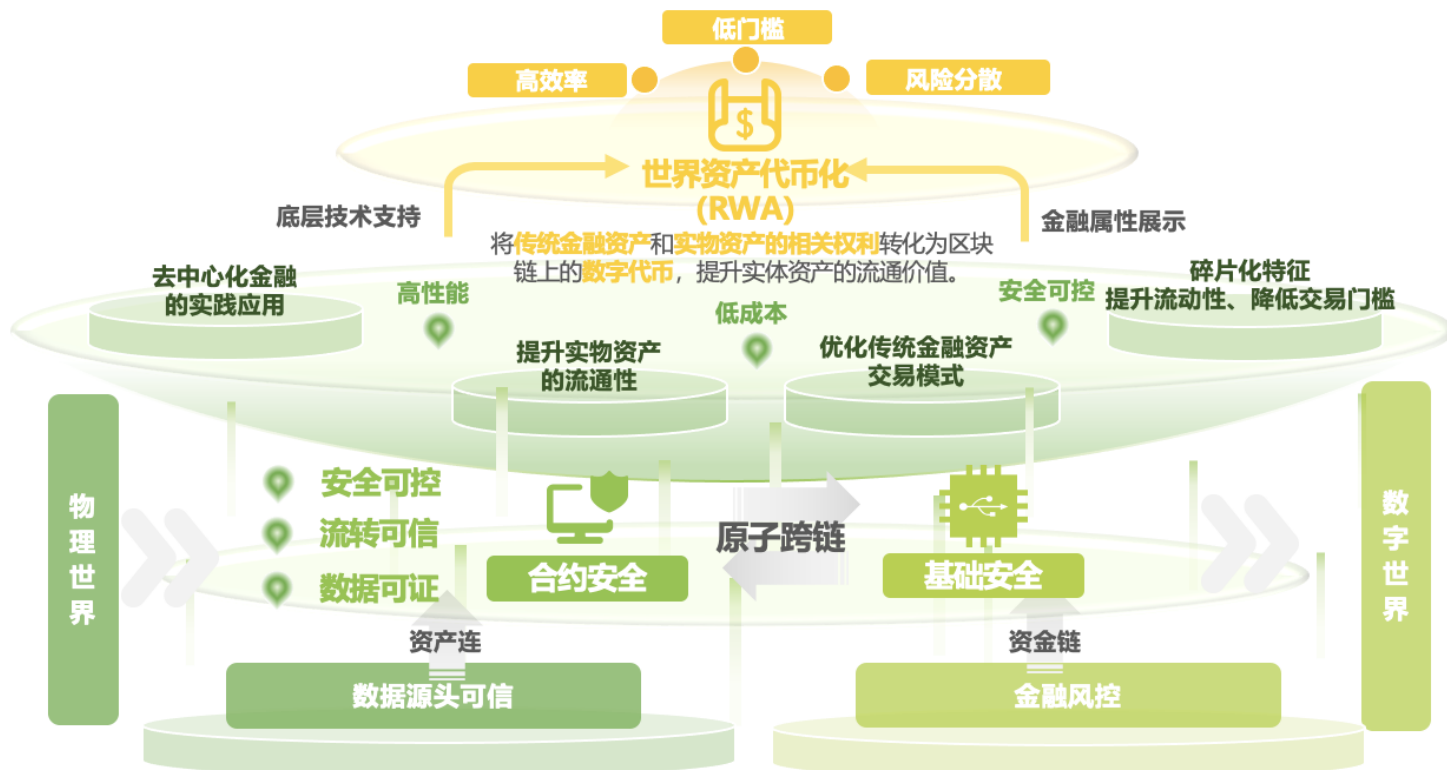 低门槛
高效率
风险分散
$
世界资产代币化
(RWA)
底层技术支持
金融属性展示
将传统金融资产和实物资产的相关权利转化为区块
链上的数字代币，提升实体资产的流通价值。
去中心化金融
的实践应用
高性能
低成本
安全可控
碎片化特征
提升流动性、降低交易门槛
提升实物资产
的流通性
优化传统金融资产
交易模式
物理世界
安全可控
流转可信
数据可证
合约安全
原子跨链
基础安全
数字世界
资产连
资金链
数据源头可信
金融风控